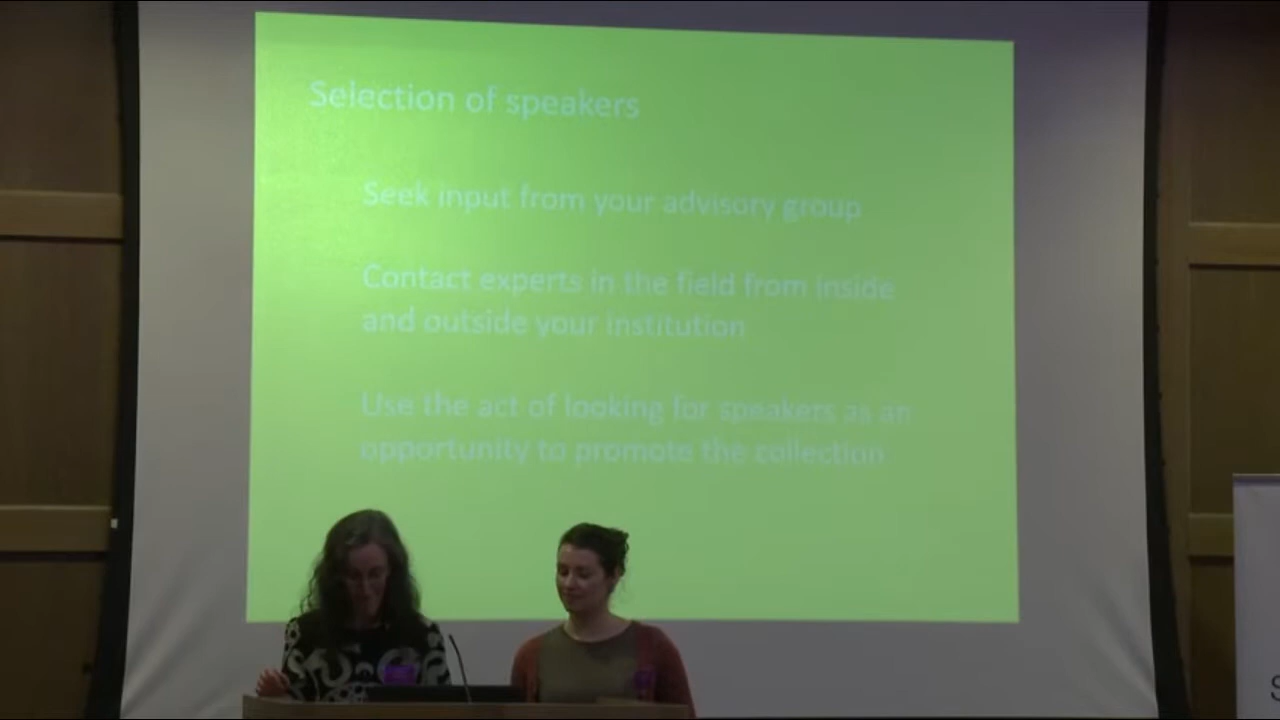 Selection of speakers
Seek input from your advisory group
Contact experts in the field from inside
and outside your institution
Use the act of looking for speakers as an
opportunity to promote the collection
S